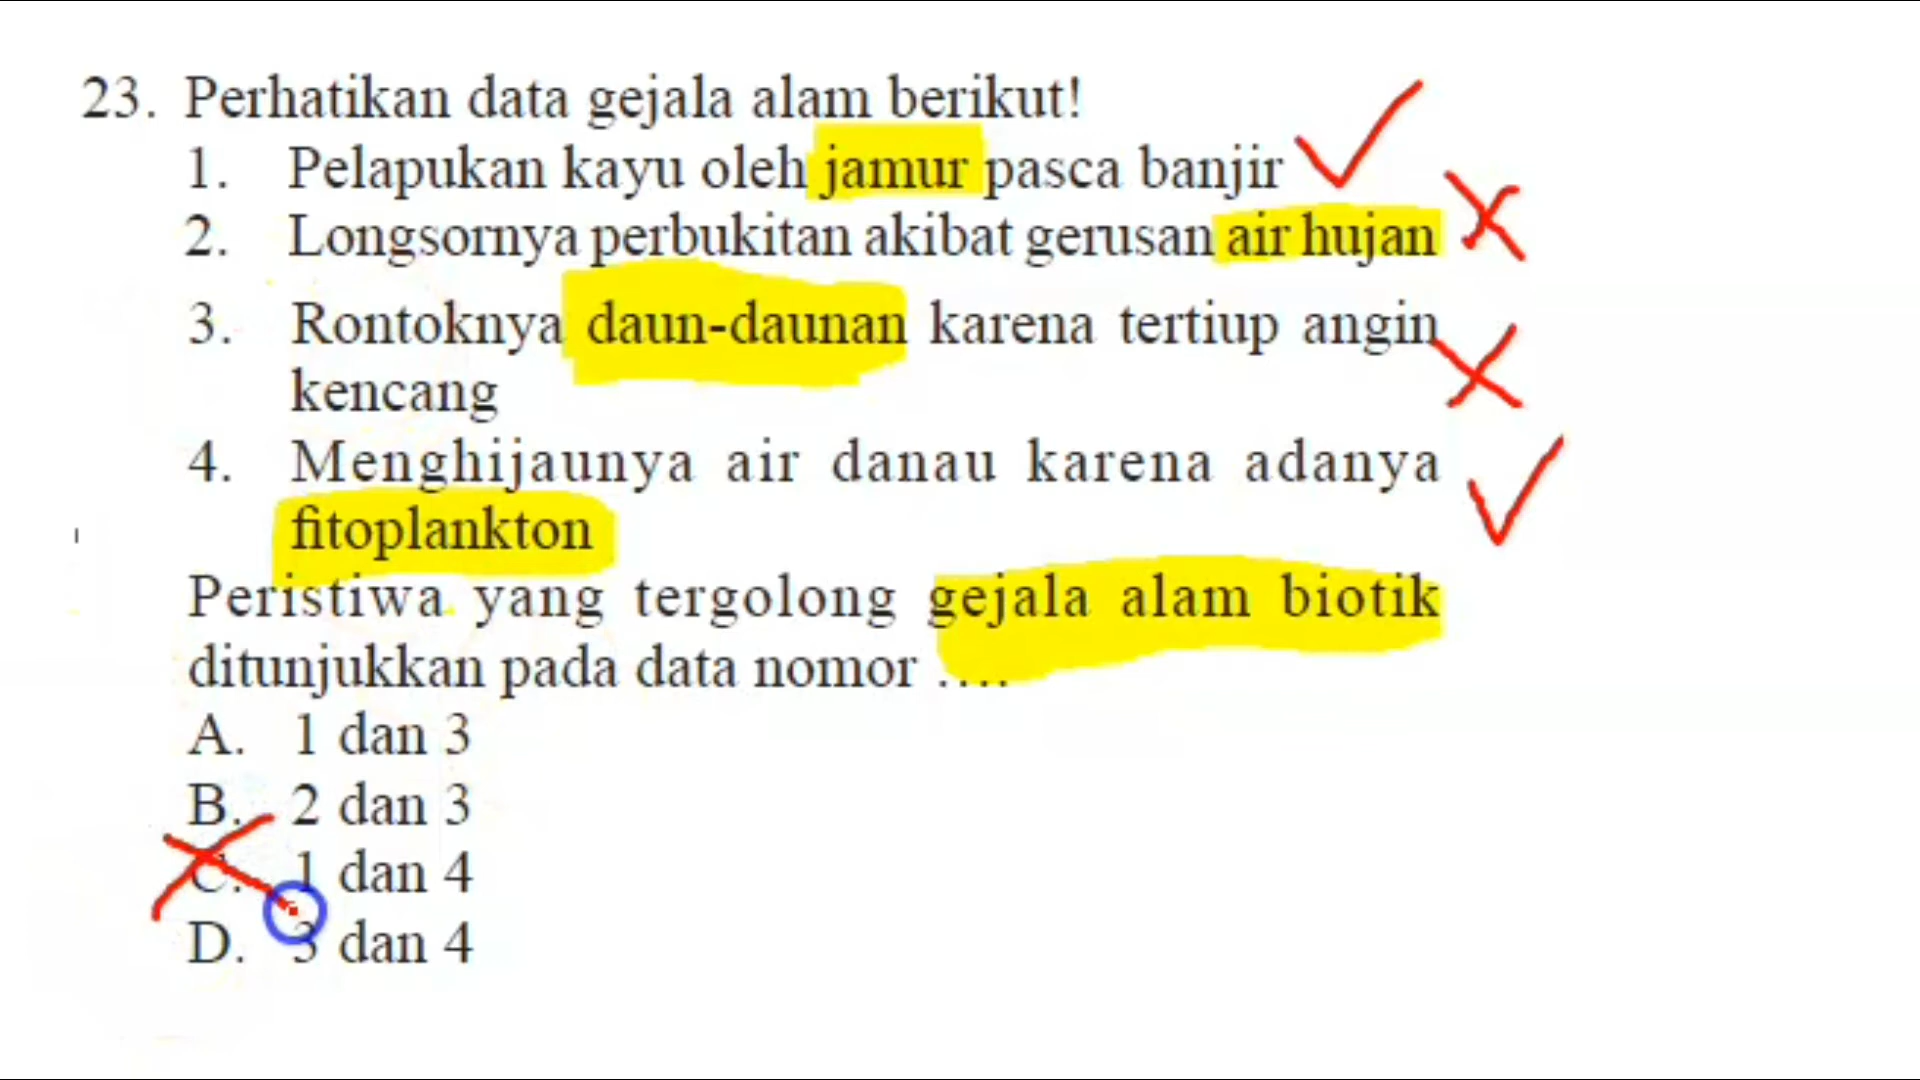 23. Perhatikan data gejala alam berikut!
1. Pelapukan kayu oleh jamur pasca banjir
2. Longsornya perbukitan akibat gerusan air hujan
3. Rontoknya daun-daunan karena tertiup angin
kencang
4. Menghijaunya air danau karena adanya
fitoplankton
Peristiwa yang tergolong gejala alam biotik
ditunjukkan pada data nomor ....
A. 1 dan 3
B. 2 dan 3
C. 1 dan 4
D. 3 dan 4